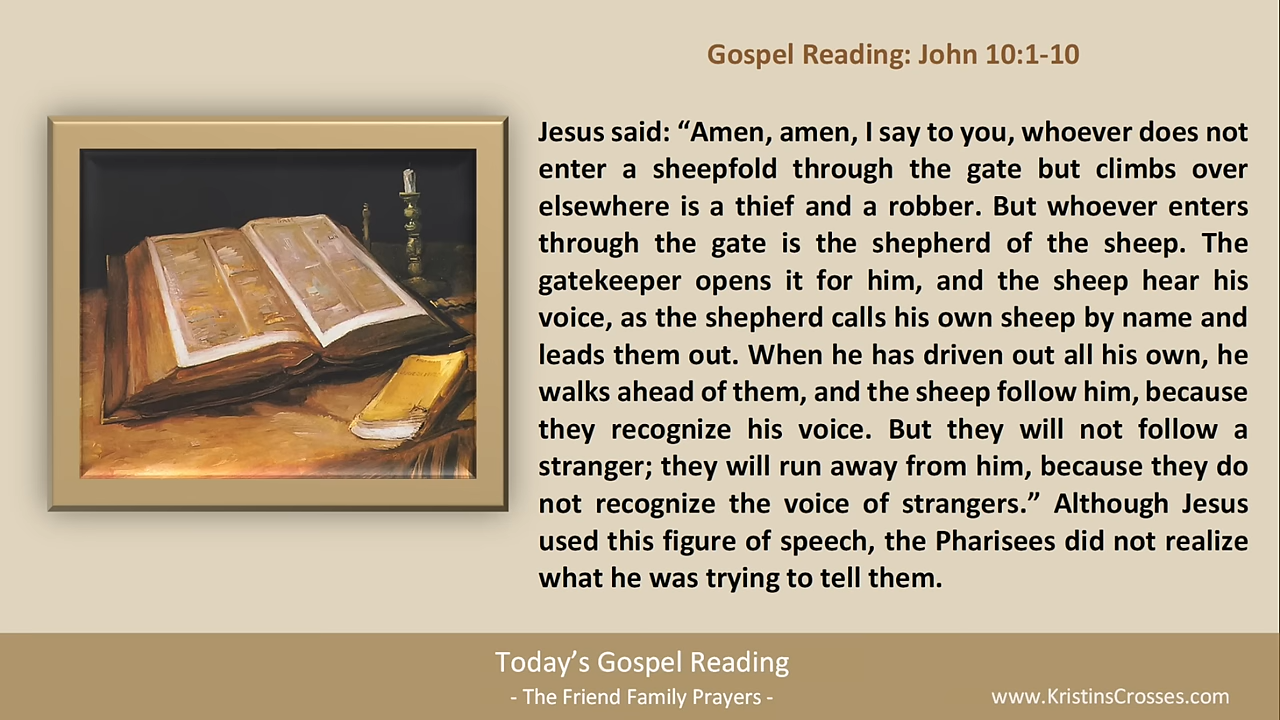 Gospel Reading: John 10:1-10
Jesus said: “Amen, amen, I say to you, whoever does not
enter a sheepfold through the gate but climbs over
elsewhere is a thief and a robber. But whoever enters
through the gate is the shepherd of the sheep. The
gatekeeper opens it for him, and the sheep hear his
voice, as the shepherd calls his own sheep by name and
leads them out. When he has driven out all his own, he
walks ahead of them, and the sheep follow him, because
they recognize his voice. But they will not follow a
stranger; they will run away from him, because they do
not recognize the voice of strangers.” Although Jesus
used this figure of speech, the Pharisees did not realize
what he was trying to tell them.
Today’s Gospel Reading
- The Friend Family Prayers -
www.KristinsCrosses.com